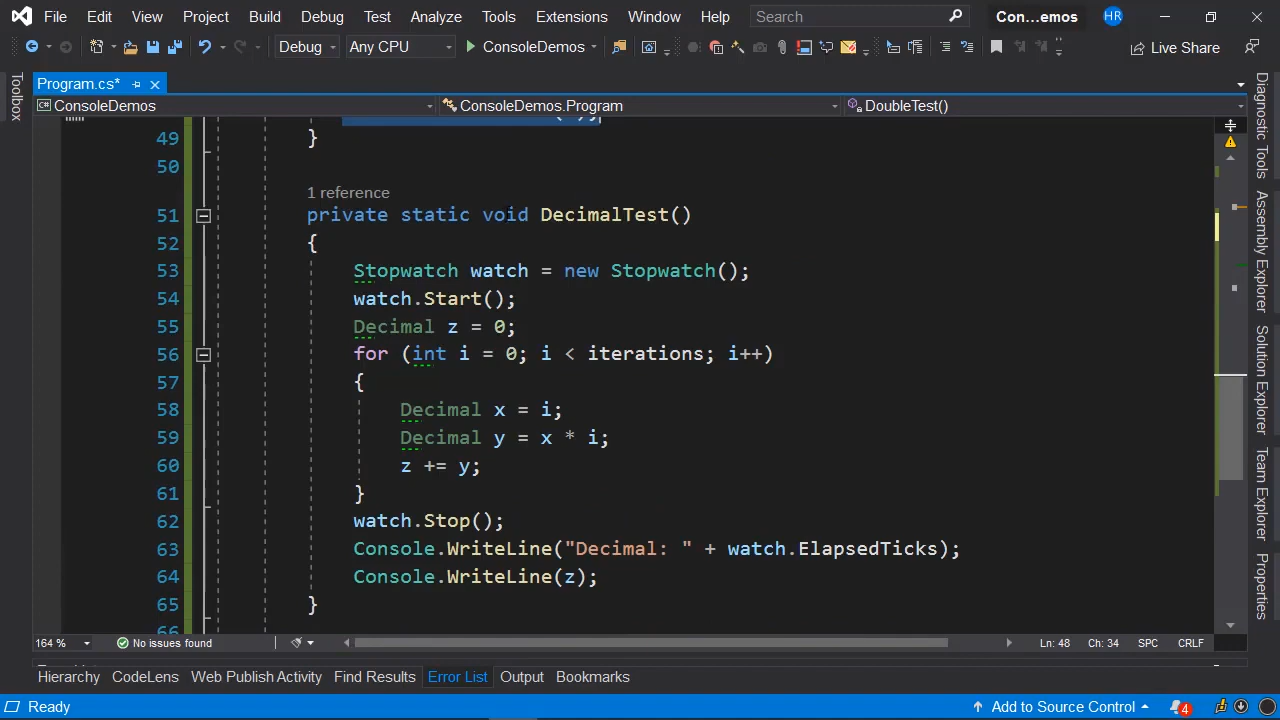 File Edit View Project Build Debug Test Analyze Tools Extensions Window Help Search Con...emos HR
Debug Any CPU ConsoleDemos Live Share
Program.cs*
ConsoleDemos ConsoleDemos.Program DoubleTest()
49 }
50
1 reference
51 private static void DecimalTest()
52 {
53 Stopwatch watch = new Stopwatch();
54 watch.Start();
55 Decimal z = 0;
56 for (int i = 0; i < iterations; i++)
57 {
58 Decimal x = i;
59 Decimal y = x * i;
60 z += y;
61 }
62 watch.Stop();
63 Console.WriteLine("Decimal: " + watch.ElapsedTicks);
64 Console.WriteLine(z);
65 }
66
164 % No issues found Ln: 48 Ch: 34 SPC CRLF
Hierarchy CodeLens Web Publish Activity Find Results Error List Output Bookmarks
Ready Add to Source Control 4
Toolbox
Diagnostic Tools
Assembly Explorer
Solution Explorer
Team Explorer
Properties